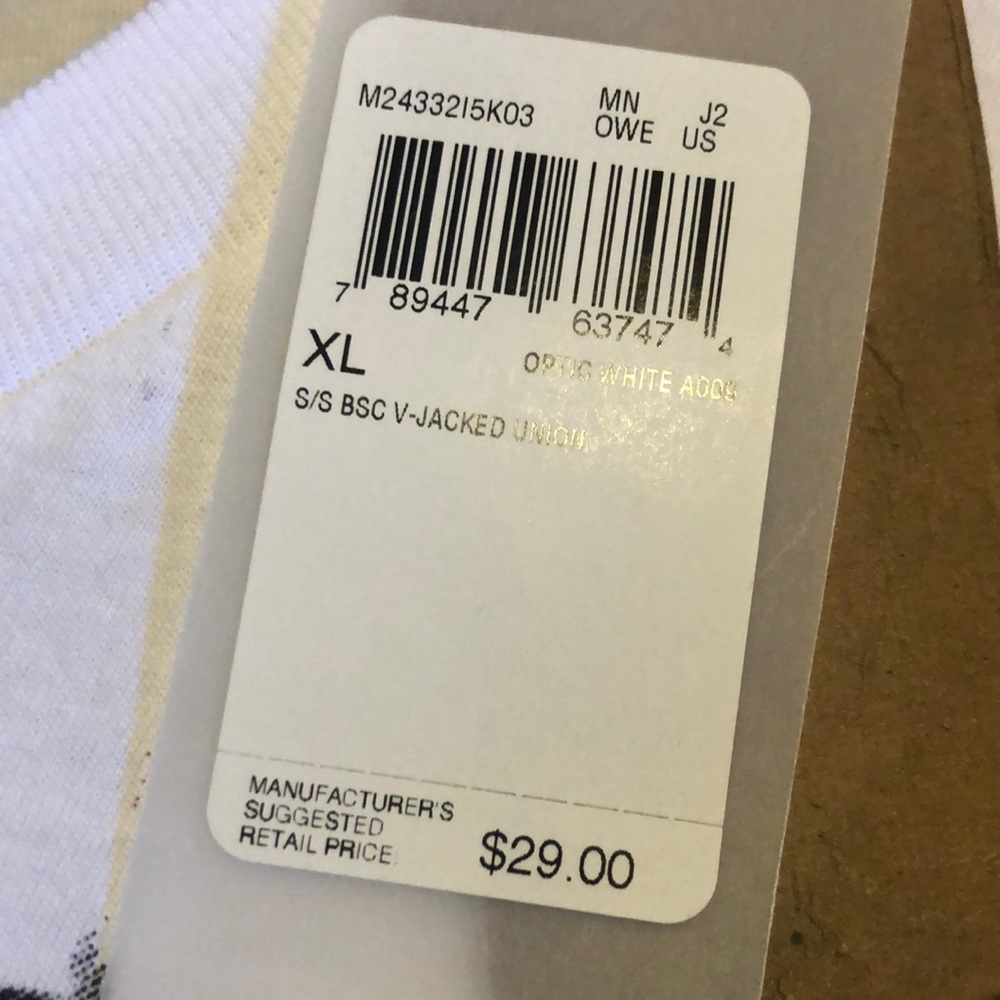 M24332I5K03 MN J2
OWE US
7 89447 63747 4
XL OPTIC WHITE A009
S/S BSC V-JACKED UNION
MANUFACTURER'S
SUGGESTED
RETAIL PRICE: $29.00